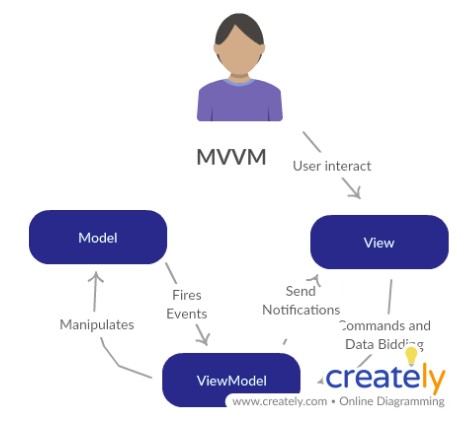 MVVM
User interact
Model
View
Fires
Events
Send
Notifications
Manipulates
Commands and
Data Bidding
ViewModel
creately
www.creately.com • Online Diagramming